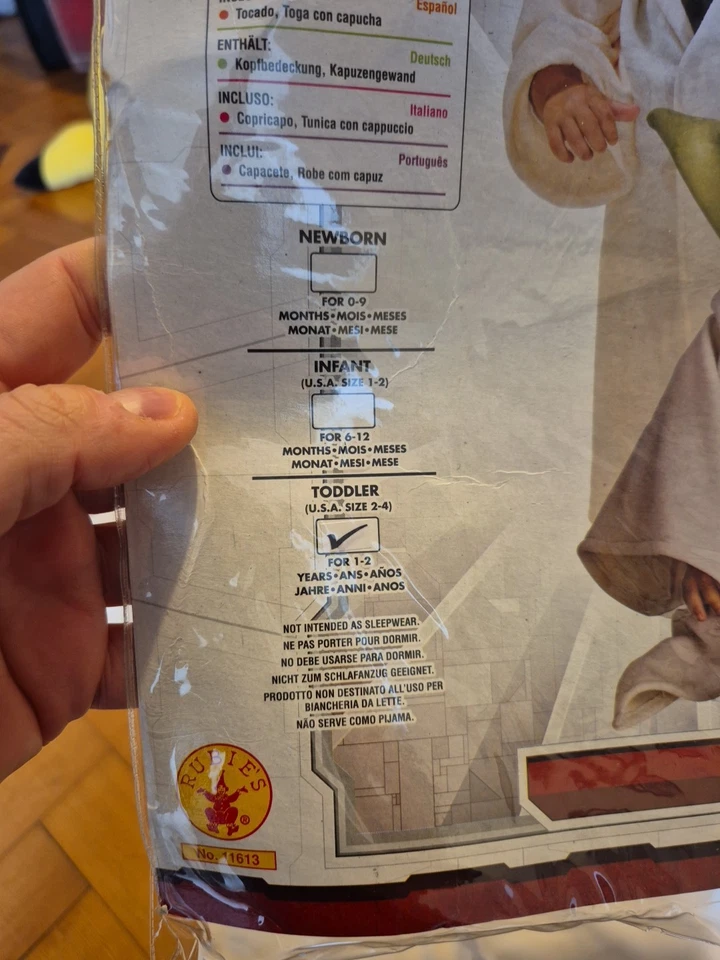 Español
• Tocado, Toga con capucha
ENTHÄLT:
Deutsch
• Kopfbedeckung, Kapuzengewand
INCLUSO:
Italiano
• Copricapo, Tunica con cappuccio
INCLUI:
Português
• Capacete, Robe com capuz
NEWBORN
FOR 0-9
MONTHS•MOIS•MESES
MONAT•MESI•MESE
INFANT
(U.S.A. SIZE 1-2)
FOR 6-12
MONTHS•MOIS•MESES
MONAT•MESI•MESE
TODDLER
(U.S.A. SIZE 2-4)
FOR 1-2
YEARS•ANS•AÑOS
JAHRE•ANNI•ANOS
NOT INTENDED AS SLEEPWEAR.
NE PAS PORTER POUR DORMIR.
NO DEBE USARSE PARA DORMIR.
NICHT ZUM SCHLAFANZUG GEEIGNET.
PRODOTTO NON DESTINATO ALL'USO PER
BIANCHERIA DA LETTE.
NÃO SERVE COMO PIJAMA.
RUBIE'S
®
No. 11613